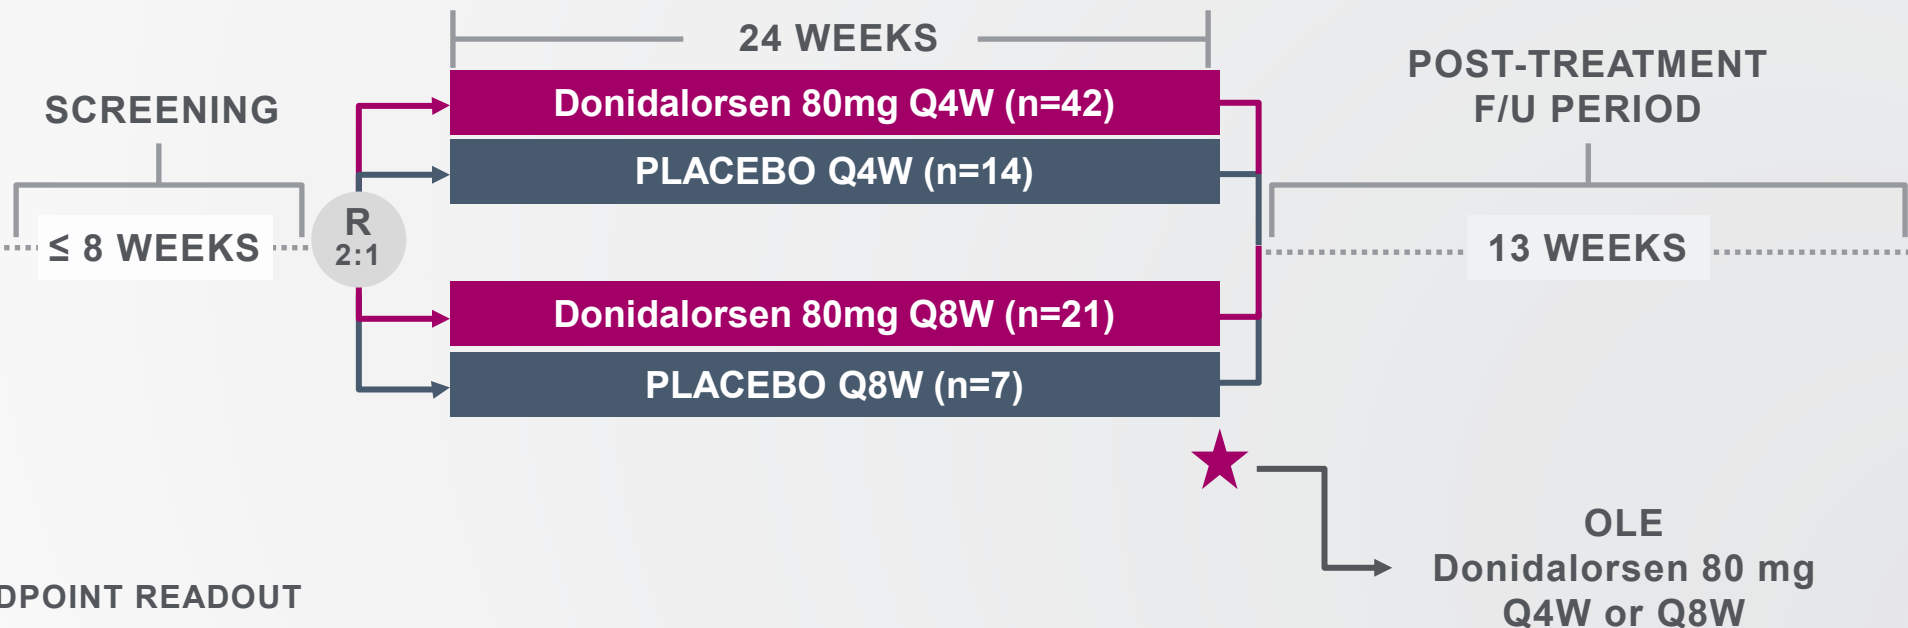 24 WEEKS
SCREENING
≤ 8 WEEKS
R
2:1
Donidalorsen 80mg Q4W (n=42)
PLACEBO Q4W (n=14)
Donidalorsen 80mg Q8W (n=21)
PLACEBO Q8W (n=7)
POST-TREATMENT
F/U PERIOD
13 WEEKS
OLE
Donidalorsen 80 mg
Q4W or Q8W
DPOINT READOUT